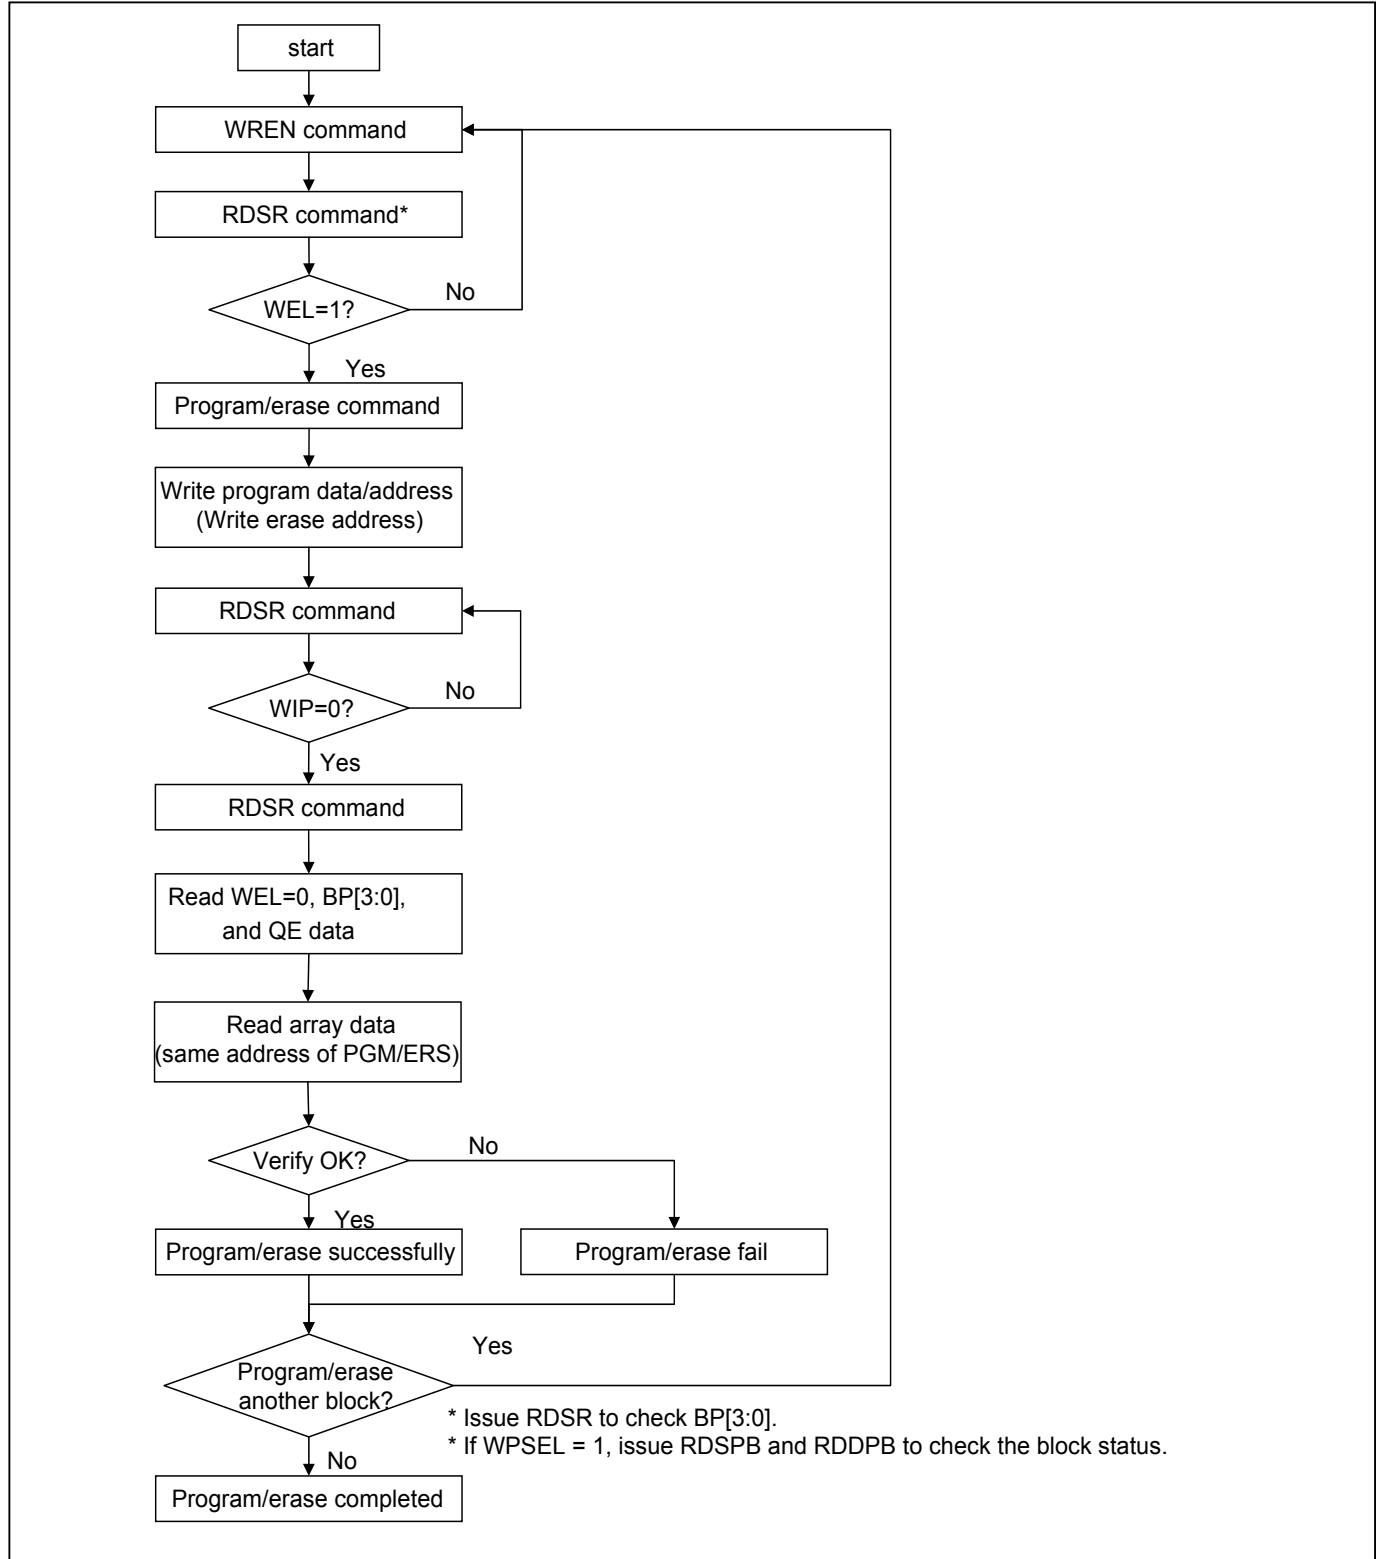 start
WREN command
RDSR command*
WEL=1?
No
Yes
Program/erase command
Write program data/address
(Write erase address)
RDSR command
WIP=0?
No
Yes
RDSR command
Read WEL=0, BP[3:0],
and QE data
Read array data
(same address of PGM/ERS)
Verify OK?
No
Yes
Program/erase successfully
Program/erase fail
Program/erase
another block?
Yes
* Issue RDSR to check BP[3:0].
* If WPSEL = 1, issue RDSPB and RDDPB to check the block status.
No
Program/erase completed